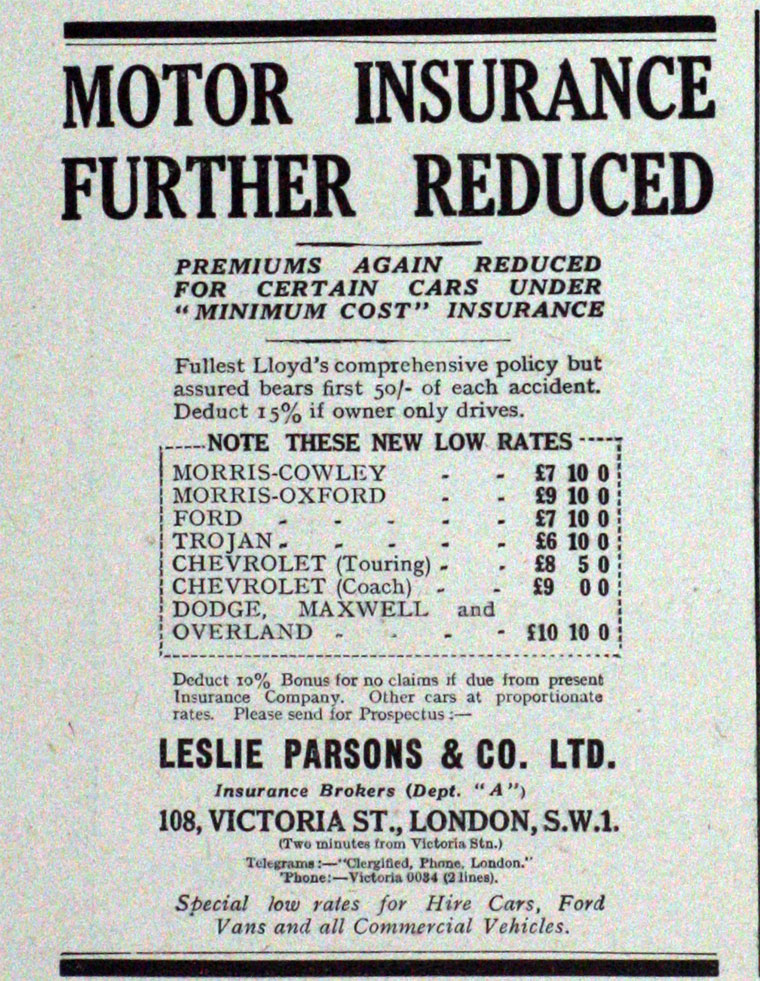 MOTOR INSURANCE
FURTHER REDUCED
PREMIUMS AGAIN REDUCED
FOR CERTAIN CARS UNDER
"MINIMUM COST" INSURANCE
Fullest Lloyd's comprehensive policy but
assured bears first 50/- of each accident.
Deduct 15% if owner only drives.
NOTE THESE NEW LOW RATES
MORRIS-COWLEY - - £7 10 0
MORRIS-OXFORD - - £9 10 0
FORD - - - - - £7 10 0
TROJAN - - - - - £6 10 0
CHEVROLET (Touring) - - £8 5 0
CHEVROLET (Coach) - - £9 0 0
DODGE, MAXWELL and
OVERLAND - - - - £10 10 0
Deduct 10% Bonus for no claims if due from present
Insurance Company. Other cars at proportionate
rates. Please send for Prospectus :—
LESLIE PARSONS & CO. LTD.
Insurance Brokers (Dept. "A")
108, VICTORIA ST., LONDON, S.W.1.
(Two minutes from Victoria Stn.)
Telegrams :—"Clergified, Phone, London."
'Phone:—Victoria 0084 (2 lines).
Special low rates for Hire Cars, Ford
Vans and all Commercial Vehicles.